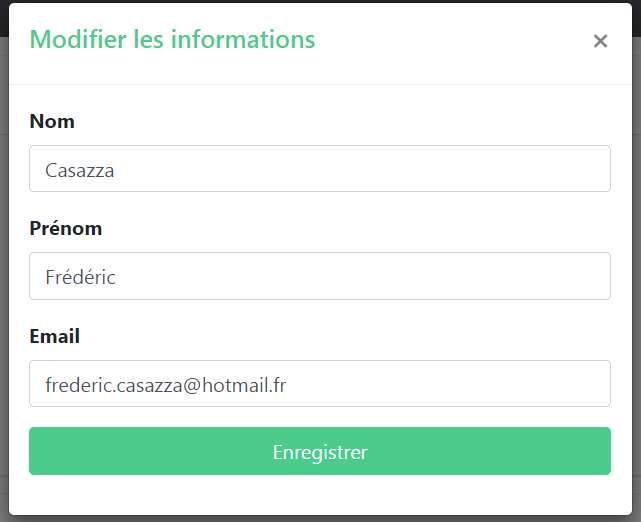 Modifier les informations
×
Nom
Casazza
Prénom
Frédéric
Email
frederic.casazza@hotmail.fr
Enregistrer